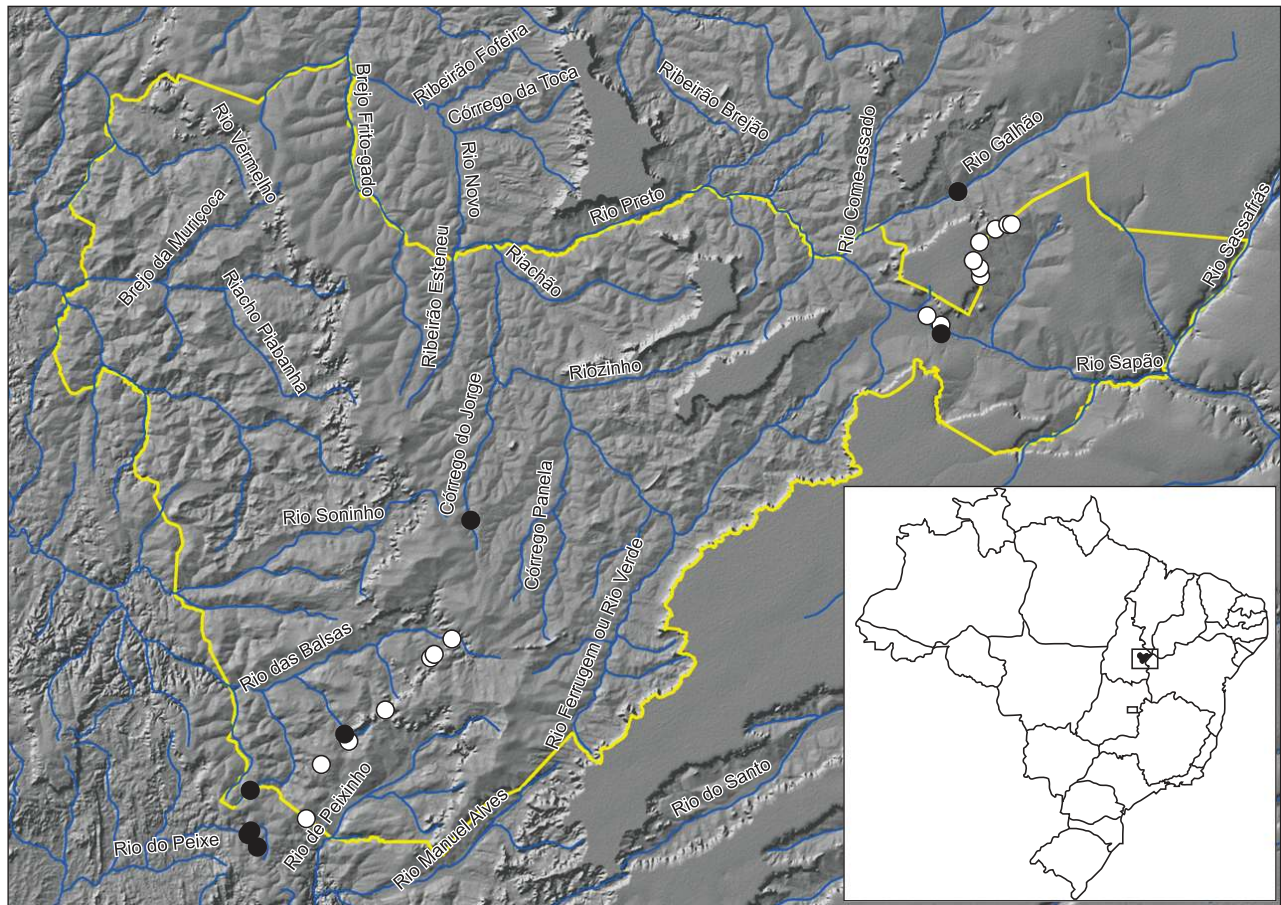 Ribeirão Fofeira
Córrego da Toca
Ribeirão Brejão
Brejo Frito-gado
Rio Vermelho
Rio Novo
Rio Come-assado
Rio Galhão
Rio Preto
Brejo da Muriçoca
Riacho Piabanha
Ribeirão Esteneu
Riachão
Rio Sassafrás
Riozinho
Rio Sapão
Córrego do Jorge
Córrego Panela
Rio Soninho
Rio Ferrugem ou Rio Verde
Rio das Balsas
Rio de Peixinho
Rio do Peixe
Rio Manuel Alves
Rio do Santo